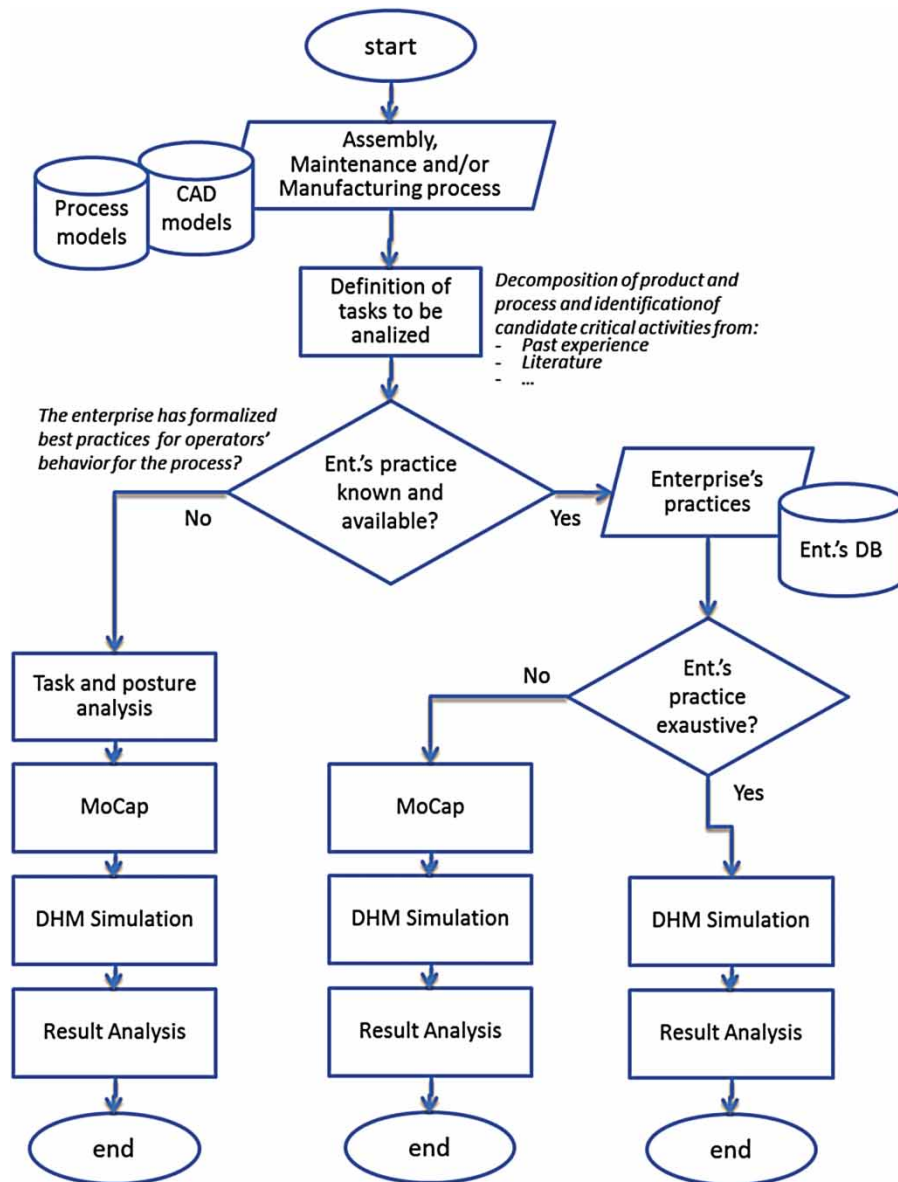 start
Assembly,
Maintenance and/or
Manufacturing process
CAD
models
Process
models
Definition of
tasks to be
analized
Decomposition of product and
process and identificationof
candidate critical activities from:
- Past experience
- Literature
- ...
The enterprise has formalized
best practices for operators'
behavior for the process?
Ent.'s practice
known and
available?
No
Yes
Enterprise's
practices
Ent.'s DB
Task and posture
analysis
No
Ent.'s
practice
exaustive?
Yes
MoCap
MoCap
DHM Simulation
DHM Simulation
DHM Simulation
Result Analysis
Result Analysis
Result Analysis
end
end
end